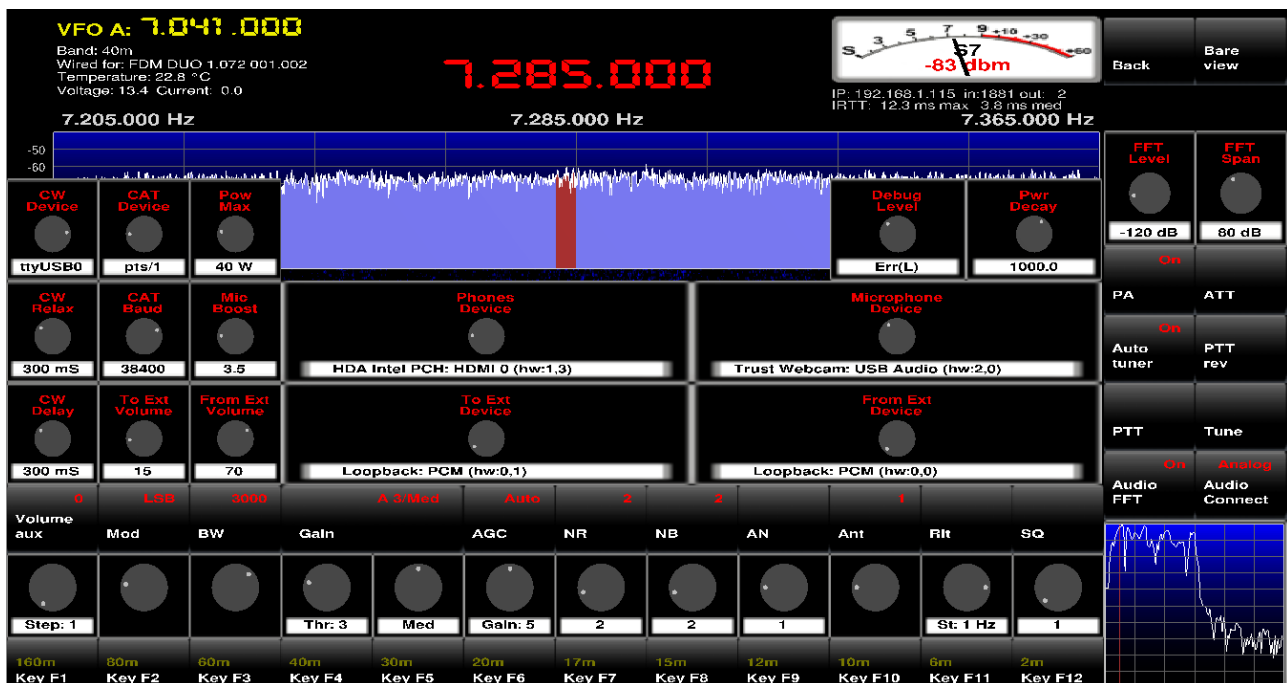 VFO A: 7.041.000
Band: 40m
Wired for: FDM DUO 1.072 001.002
Temperature: 22.8 °C
Voltage: 13.4 Current: 0.0
7.285.000
S 3 5 7 9 +10 +30 +60
S7
-83 dbm
IP: 192.168.1.115 in:1881 out: 2
IRTT: 12.3 ms max 3.8 ms med
Back
Bare view
7.205.000 Hz 7.285.000 Hz 7.365.000 Hz
-50
-60
FFT Level
-120 dB
FFT Span
80 dB
CW Device
ttyUSB0
CAT Device
pts/1
Pow Max
40 W
Debug Level
Err(L)
Pwr Decay
1000.0
On
PA
ATT
CW Relax
300 mS
CAT Baud
38400
Mic Boost
3.5
Phones Device
HDA Intel PCH: HDMI 0 (hw:1,3)
Microphone Device
Trust Webcam: USB Audio (hw:2,0)
On
Auto tuner
PTT rev
CW Delay
300 mS
To Ext Volume
15
From Ext Volume
70
To Ext Device
Loopback: PCM (hw:0,1)
From Ext Device
Loopback: PCM (hw:0,0)
PTT
Tune
On
Audio FFT
Analog
Audio Connect
0
Volume aux
LSB
Mod
3000
BW
A 3/Med
Gain
Auto
AGC
2
NR
2
NB
AN
1
Ant
Rit
SQ
Step: 1
Thr: 3
Med
Gain: 5
2
2
1
St: 1 Hz
1
160m 80m 60m 40m 30m 20m 17m 15m 12m 10m 6m 2m
Key F1 Key F2 Key F3 Key F4 Key F5 Key F6 Key F7 Key F8 Key F9 Key F10 Key F11 Key F12